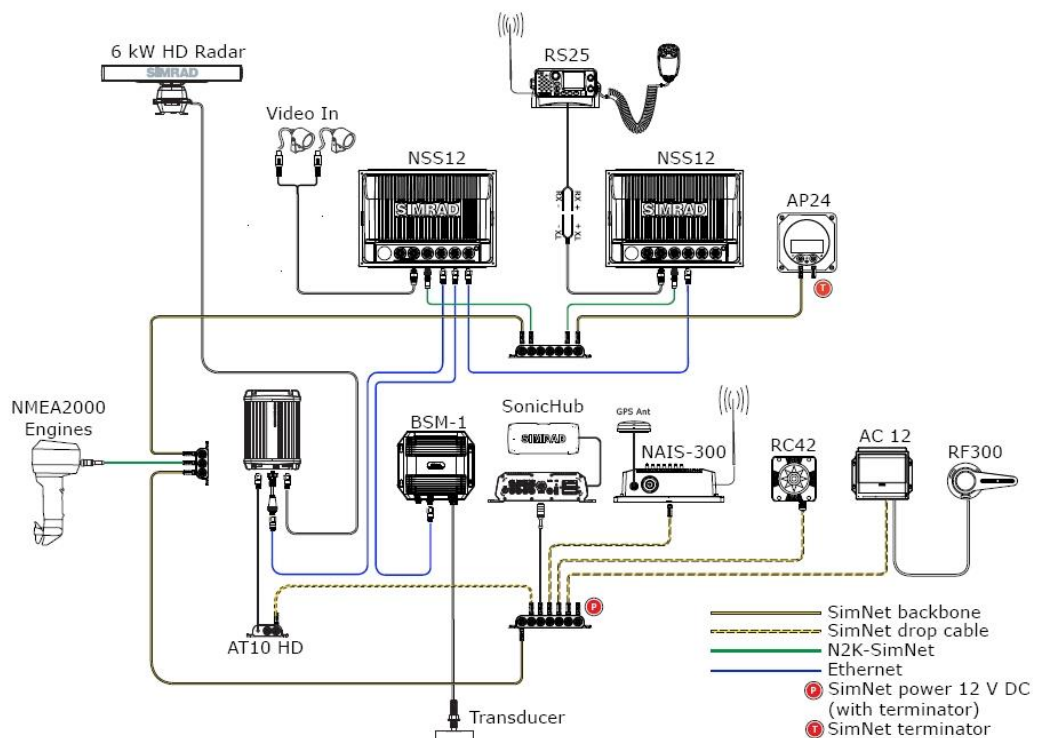 6 kW HD Radar
SIMRAD
Video In
RS25
NSS12
SIMRAD
RX +
RX -
TX +
TX -
NSS12
SIMRAD
AP24
T
NMEA2000
Engines
BSM-1
SonicHub
SIMRAD
GPS Ant
NAIS-300
RC42
AC 12
RF300
AT10 HD
P
Transducer
SimNet backbone
SimNet drop cable
N2K-SimNet
Ethernet
P SimNet power 12 V DC
(with terminator)
T SimNet terminator